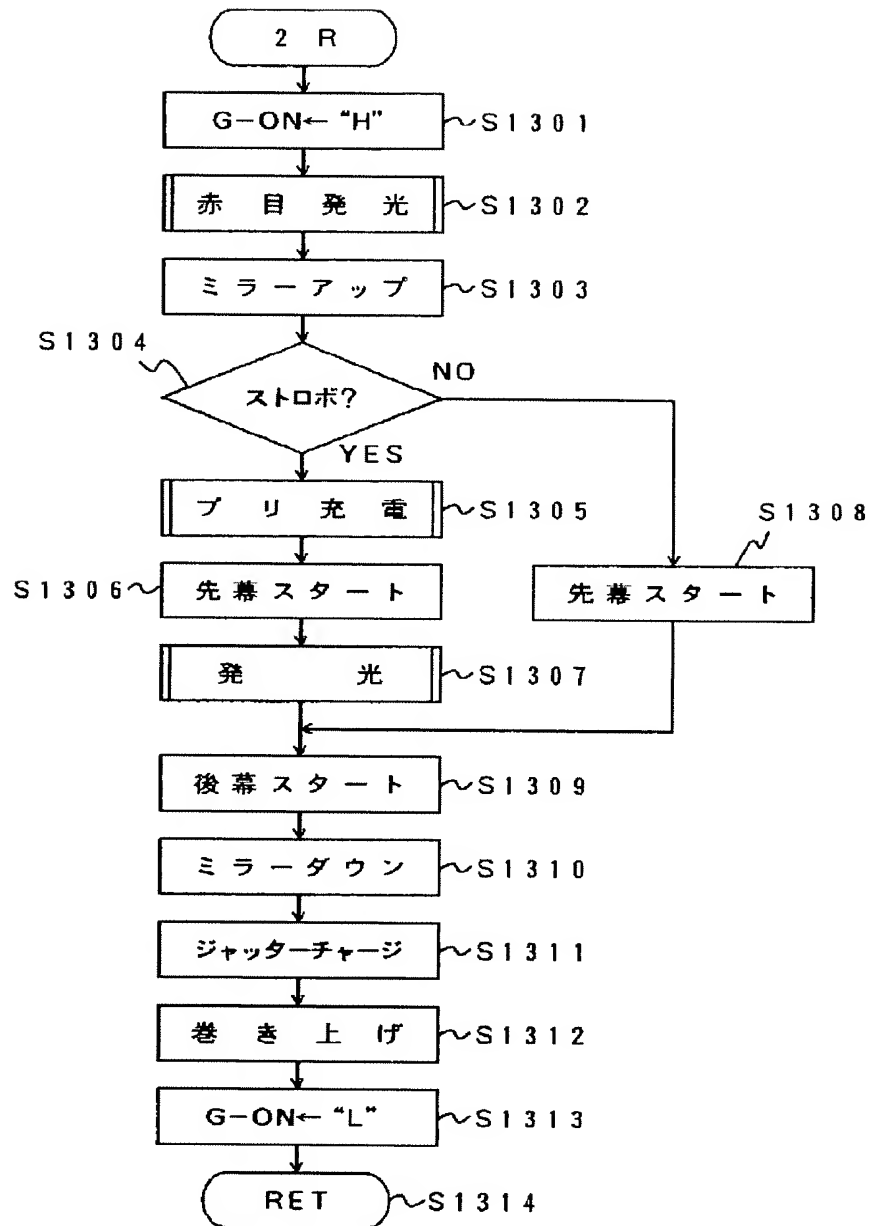 2 R
G-ON← “H”
S1301
赤目発光
S1302
ミラーアップ
S1303
S1304
ストロボ?
NO
YES
プリ充電
S1305
S1308
S1306
先幕スタート
先幕スタート
発光
S1307
後幕スタート
S1309
ミラーダウン
S1310
ジャッターチャージ
S1311
巻き上げ
S1312
G-ON← “L”
S1313
RET
S1314